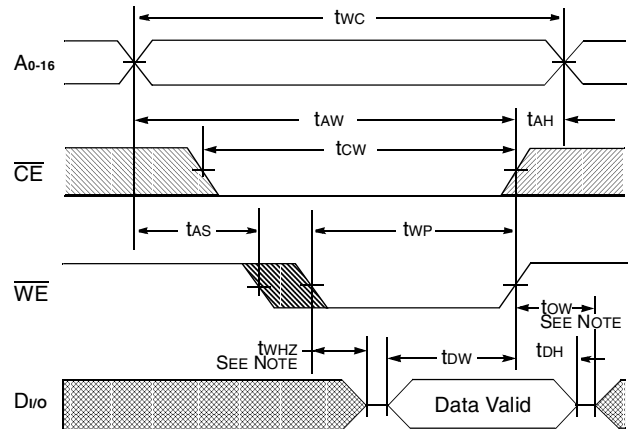 tWC
A0-16
tAW
tAH
tCW
CE
tAS
tWP
WE
tOW
SEE NOTE
tWHZ
SEE NOTE
tDW
tDH
DI/O
Data Valid